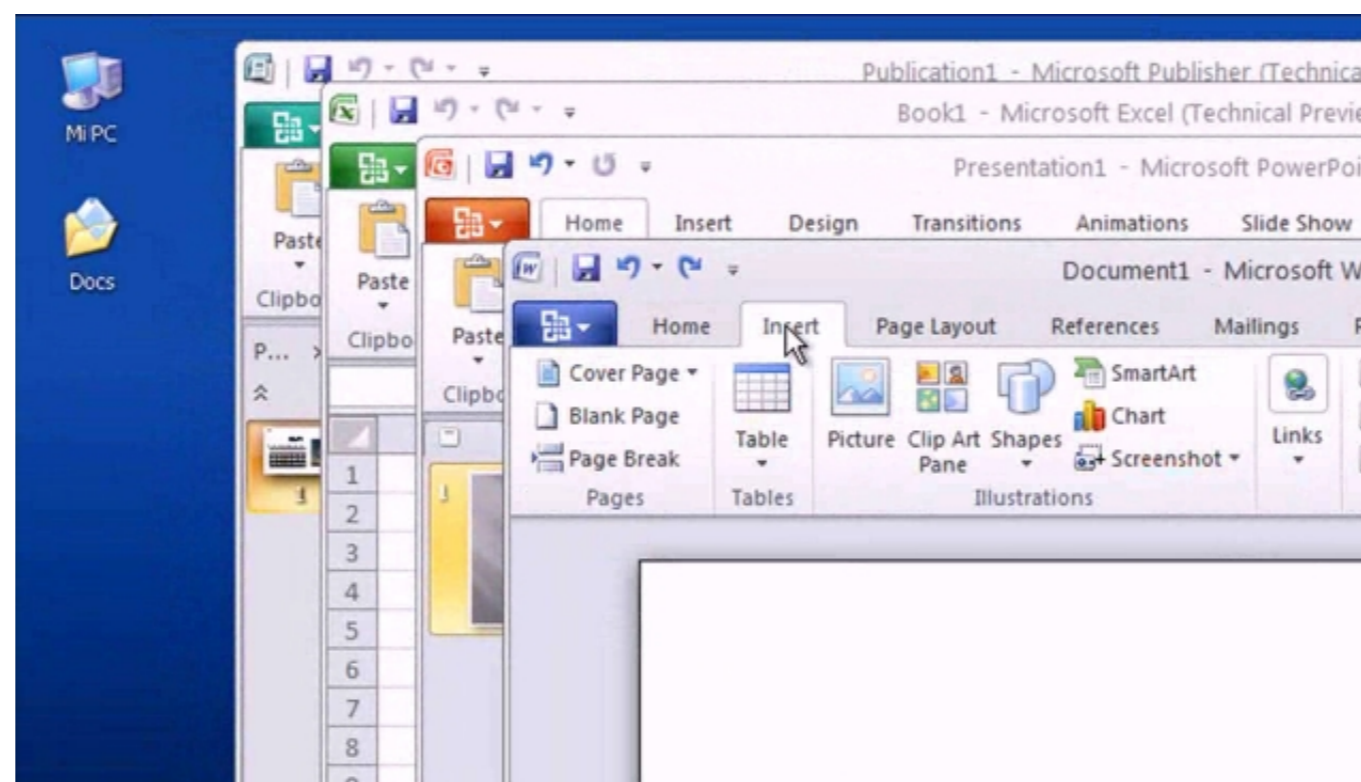 Mi PC
Docs
Publication1 - Microsoft Publisher (Technica
Paste
Clipbo
P...
1
Book1 - Microsoft Excel (Technical Previe
Paste
Clipbo
1
2
3
4
5
6
7
8
Presentation1 - Microsoft PowerPoi
Home Insert Design Transitions Animations Slide Show
Paste
Clipbo
1
Document1 - Microsoft W
Home Insert Page Layout References Mailings
Cover Page
Blank Page
Page Break
Pages
Table
Tables
Picture
Clip Art
Pane
Shapes
SmartArt
Chart
Screenshot
Illustrations
Links